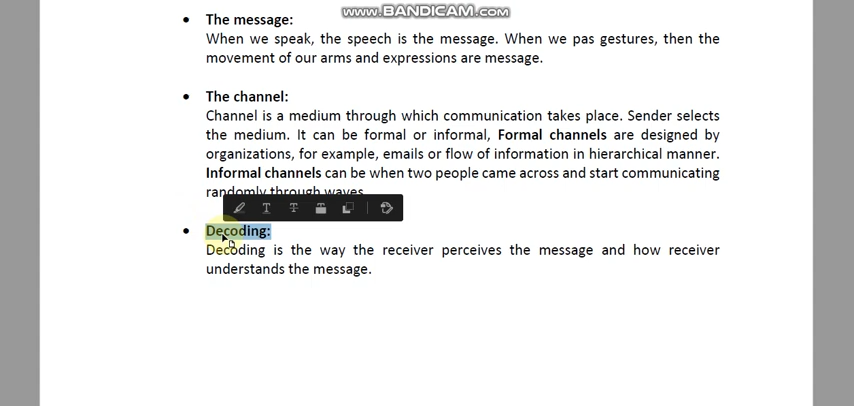 WWW.BANDICAM.COM
• The message:
When we speak, the speech is the message. When we pas gestures, then the
movement of our arms and expressions are message.
• The channel:
Channel is a medium through which communication takes place. Sender selects
the medium. It can be formal or informal, Formal channels are designed by
organizations, for example, emails or flow of information in hierarchical manner.
Informal channels can be when two people came across and start communicating
randomly through waves.
• Decoding:
Decoding is the way the receiver perceives the message and how receiver
understands the message.